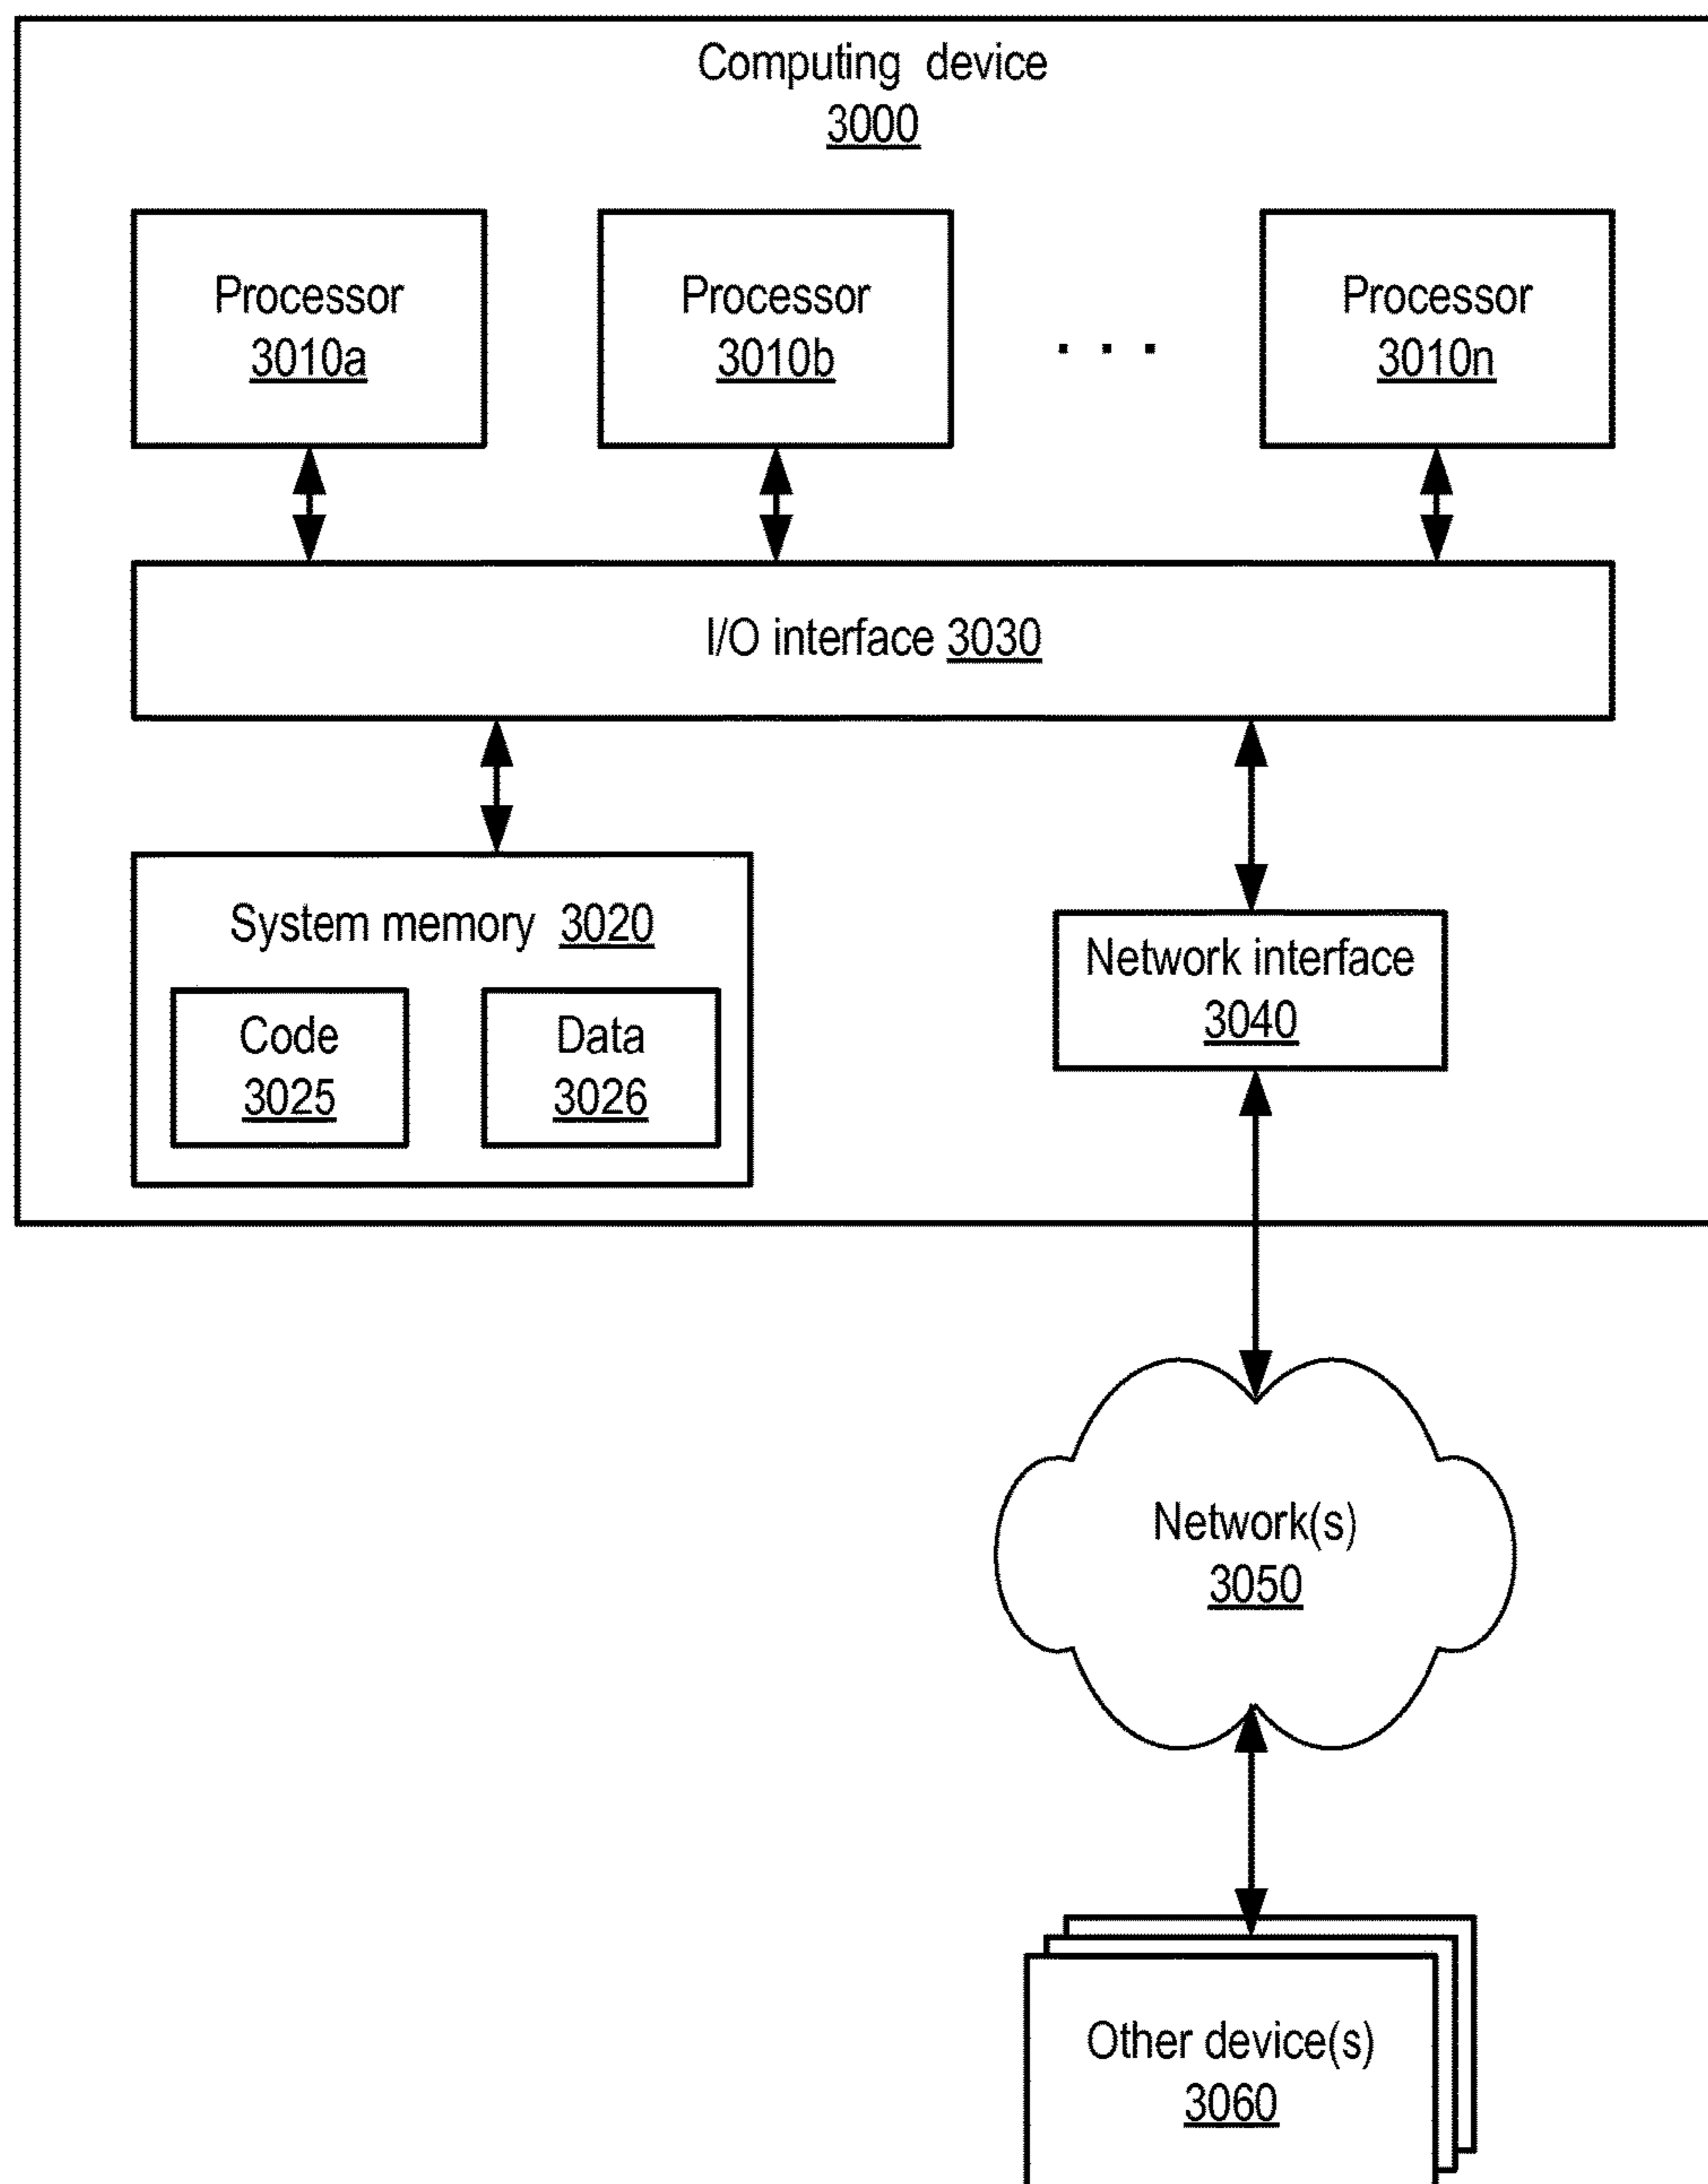 Computing device
3000
Processor
3010a
Processor
3010b
. . .
Processor
3010n
I/O interface 3030
System memory 3020
Code
3025
Data
3026
Network interface
3040
Network(s)
3050
Other device(s)
3060